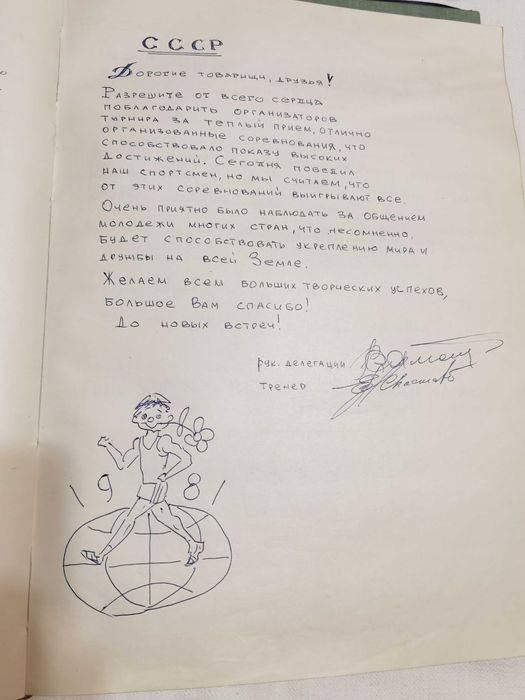 СССР
Дорогие товарищи, друзья!
Разрешите от всего сердца
поблагодарить организаторов
турнира за теплый прием, отлично
организованные соревнования, что
способствовало показу высоких
достижений. Сегодня победил
наш спортсмен, но мы считаем, что
от этих соревнований выигрывают все.
Очень приятно было наблюдать за общением
молодежи многих стран, что, несомненно,
будет способствовать укреплению мира и
дружбы на всей Земле.
Желаем всем больших творческих успехов,
большое Вам спасибо!
До новых встреч!
рук. делегации
тренер
1981